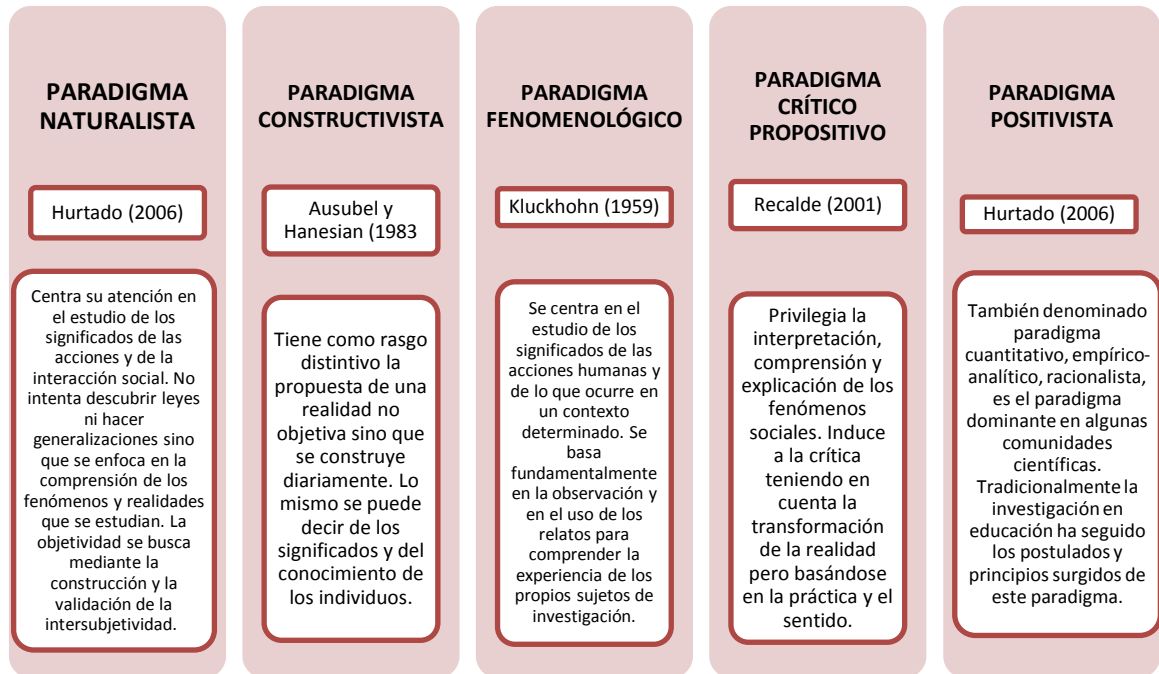 PARADIGMA
NATURALISTA
Hurtado (2006)
Centra su atención en
el estudio de los
significados de las
acciones y de la
interacción social. No
intenta descubrir leyes
ni hacer
generalizaciones sino
que se enfoca en la
comprensión de los
fenómenos y realidades
que se estudian. La
objetividad se busca
mediante la
construcción y la
validación de la
intersubjetividad.
PARADIGMA
CONSTRUCTIVISTA
Ausubel y
Hanesian (1983
Tiene como rasgo
distintivo la
propuesta de una
realidad no
objetiva sino que
se construye
diariamente. Lo
mismo se puede
decir de los
significados y del
conocimiento de
los individuos.
PARADIGMA
FENOMENOLÓGICO
Kluckhohn (1959)
Se centra en el
estudio de los
significados de las
acciones humanas y
de lo que ocurre en
un contexto
determinado. Se
basa
fundamentalmente
en la observación y
en el uso de los
relatos para
comprender la
experiencia de los
propios sujetos de
investigación.
PARADIGMA
CRÍTICO
PROPOSITIVO
Recalde (2001)
Privilegia la
interpretación,
comprensión y
explicación de los
fenómenos
sociales. Induce
a la crítica
teniendo en
cuenta la
transformación
de la realidad
pero basándose
en la práctica y el
sentido.
PARADIGMA
POSITIVISTA
Hurtado (2006)
También denominado
paradigma
cuantitativo, empírico-
analítico, racionalista,
es el paradigma
dominante en algunas
comunidades
científicas.
Tradicionalmente la
investigación en
educación ha seguido
los postulados y
principios surgidos de
este paradigma.